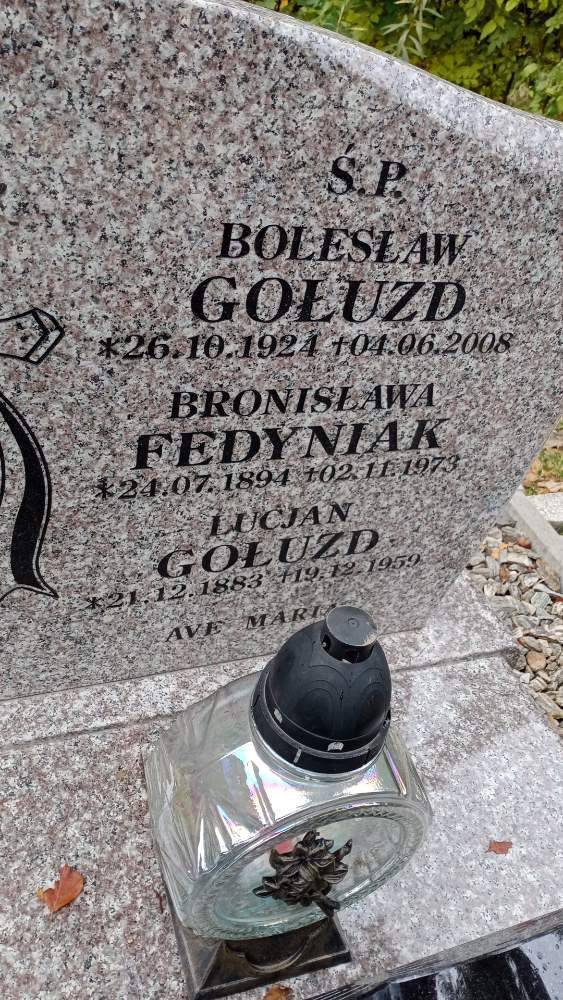 Ś.P.
BOLESŁAW
GOŁUZD
*26.10.1924 †04.06.2008
BRONISŁAWA
FEDYNIAK
*24.07.1894 †02.11.1973
ŁUCJAN
GOŁUZD
*21.12.1883 †19.12.1959
AVE